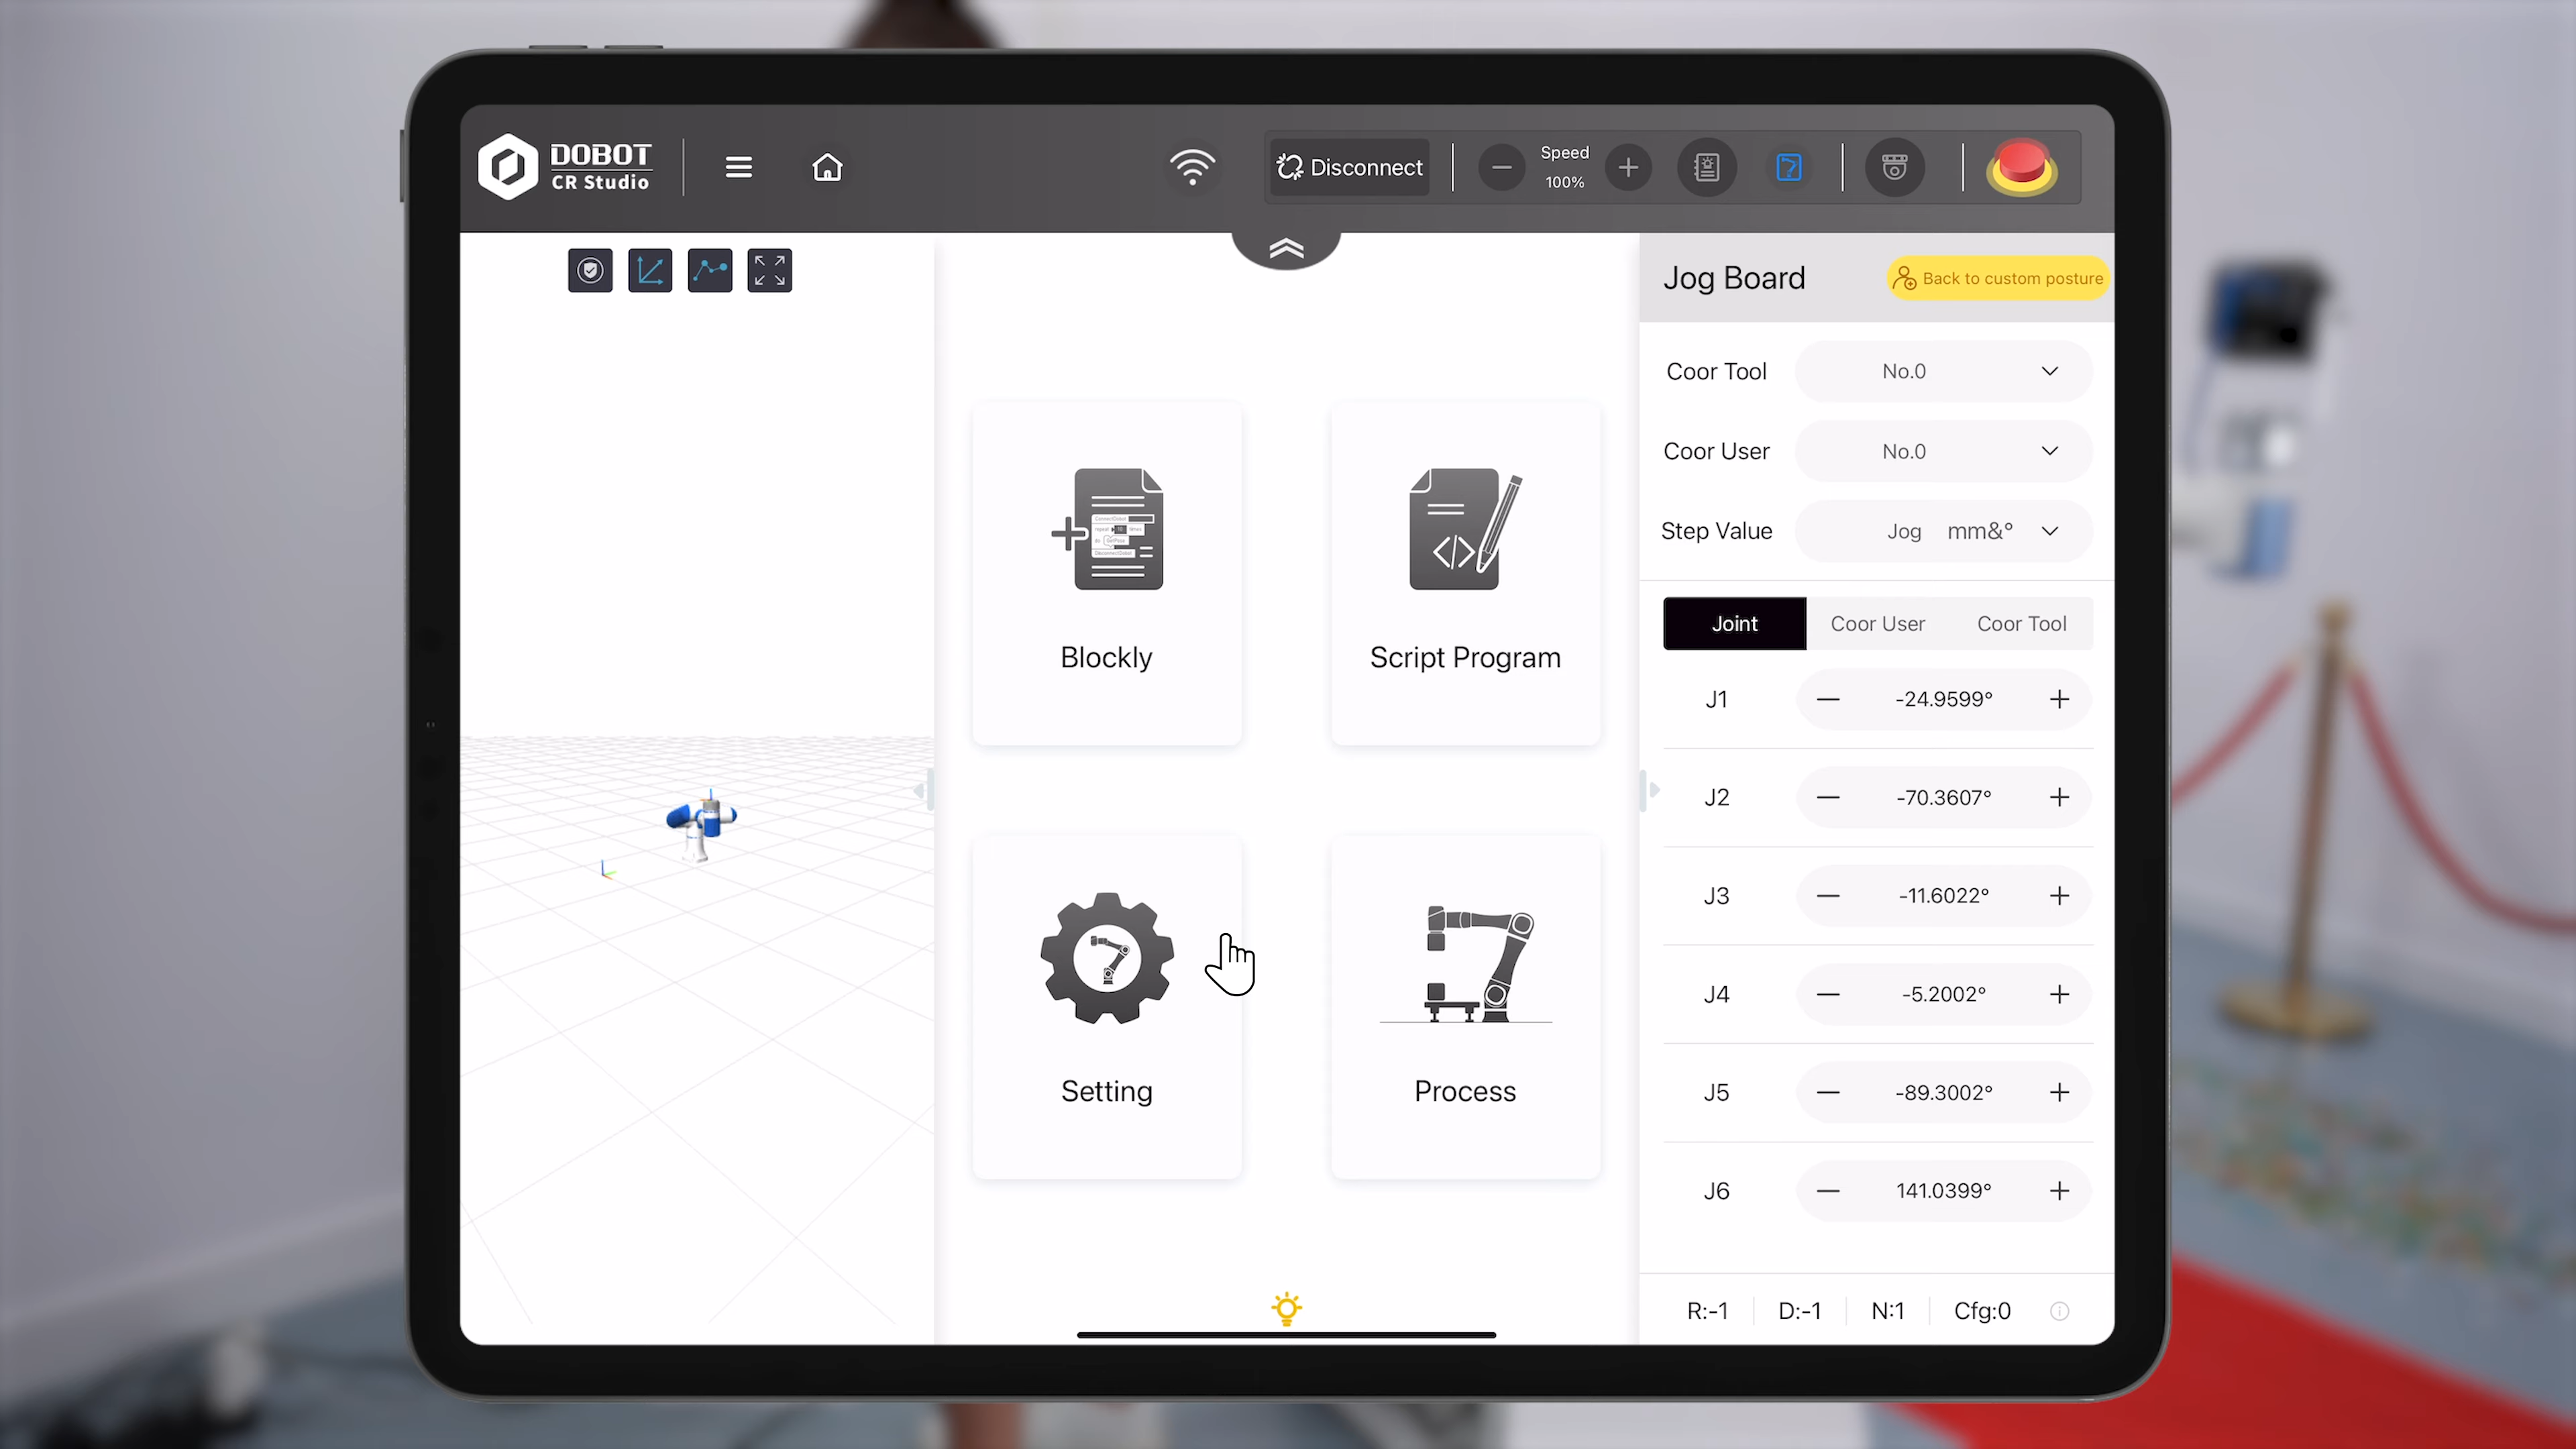 DOBOT
CR Studio
Disconnect
Speed
100%
Jog Board
Back to custom posture
Coor Tool
No.0
Coor User
No.0
Step Value
Jog mm&°
Joint
Coor User
Coor Tool
J1
-24.9599°
J2
-70.3607°
J3
-11.6022°
J4
-5.2002°
J5
-89.3002°
J6
141.0399°
R:-1
D:-1
N:1
Cfg:0
Blockly
Script Program
Setting
Process